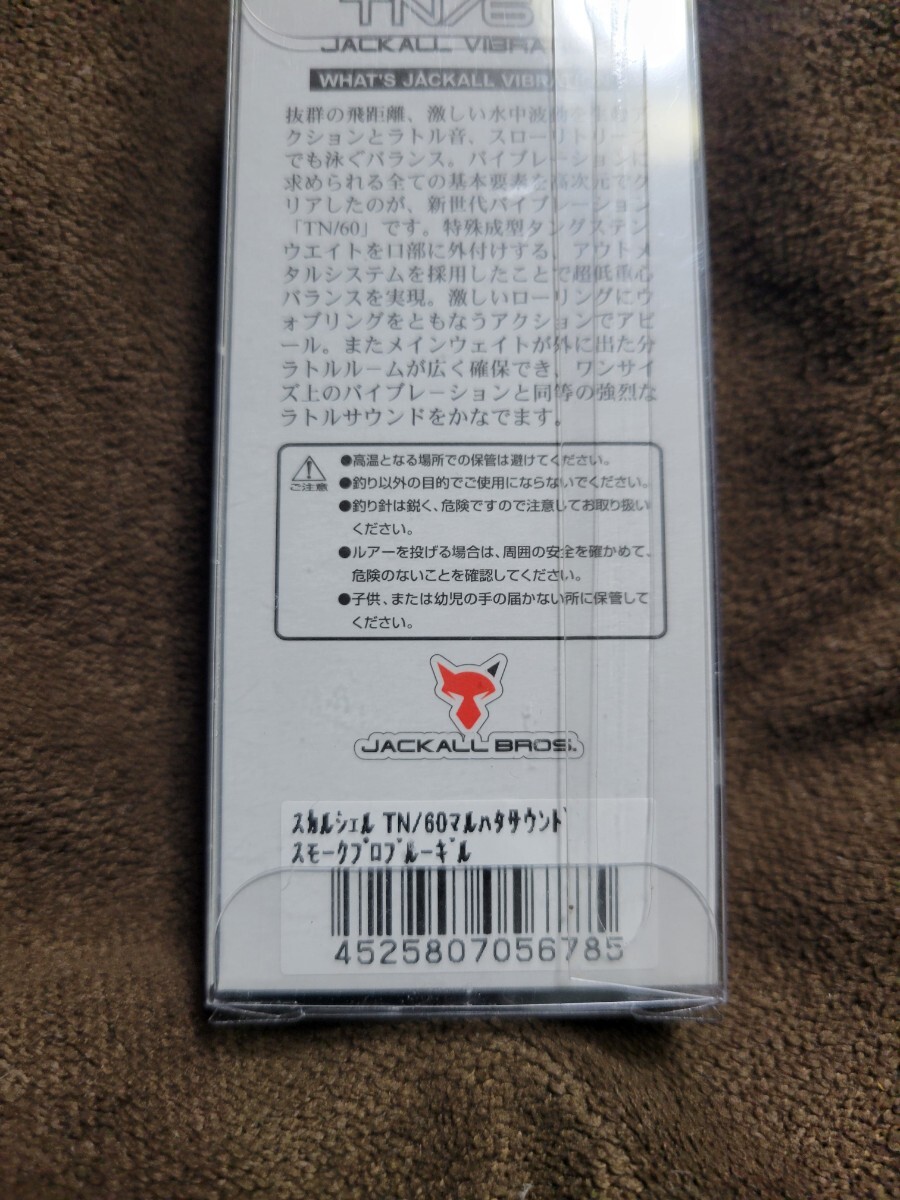 TN/6
JACKALL VIBRA
WHAT'S JACKALL VIBRA
抜群の飛距離、激しい水中波動を生むア
クションとラトル音、スローリトリーブ
でも泳ぐバランス。バイブレーションに
求められる全ての基本要素を高次元でク
リアしたのが、新世代バイブレーション
「TN/60」です。特殊成型タングステン
ウエイトを口部に外付けする、アウトメ
タルシステムを採用したことで超低重心
バランスを実現。激しいローリングにウ
ォブリングをともなうアクションでアピ
ール。またメインウェイトが外に出た分
ラトルルームが広く確保でき、ワンサイ
ズ上のバイブレーションと同等の強烈な
ラトルサウンドをかなでます。
ご注意
●高温となる場所での保管は避けてください。
●釣り以外の目的でご使用にならないでください。
●釣り針は鋭く、危険ですので注意してお取り扱い
ください。
●ルアーを投げる場合は、周囲の安全を確かめて、
危険のないことを確認してください。
●子供、または幼児の手の届かない所に保管して
ください。
JACKALL BROS.
ｽｶﾙｼｪﾙ TN/60ﾏﾙﾊﾀｻｳﾝﾄﾞ
ｽﾓｰｸﾌﾟﾛﾌﾞﾙｰｷﾞﾙ
4525807056785